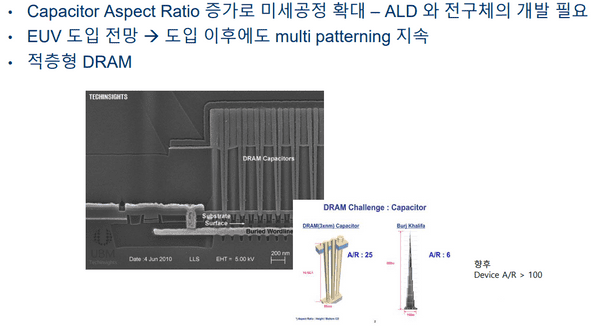 • Capacitor Aspect Ratio 증가로 미세공정 확대 – ALD 와 전구체의 개발 필요
• EUV 도입 전망 → 도입 이후에도 multi patterning 지속
• 적층형 DRAM
TECHINSIGHTS
DRAM Capacitors
Substrate
Surface
Buried Wordline
200 nm
Date :4 Jun 2010 LLS EHT = 5.00 kV
DRAM Challenge : Capacitor
DRAM(3xnm) Capacitor
Burj Khalifa
A/R : 25
A/R : 6
향후
Device A/R > 100